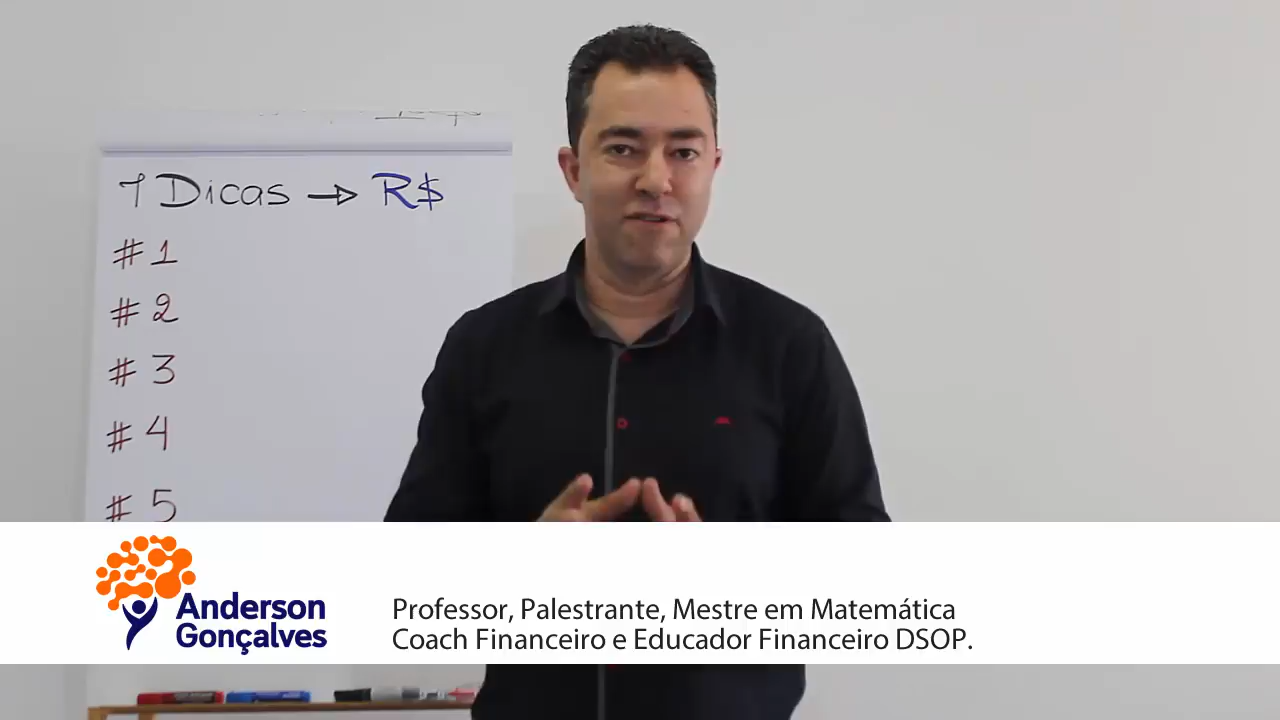 7 Dicas → R$
# 1
# 2
# 3
# 4
# 5
Anderson
Gonçalves
Professor, Palestrante, Mestre em Matemática
Coach Financeiro e Educador Financeiro DSOP.